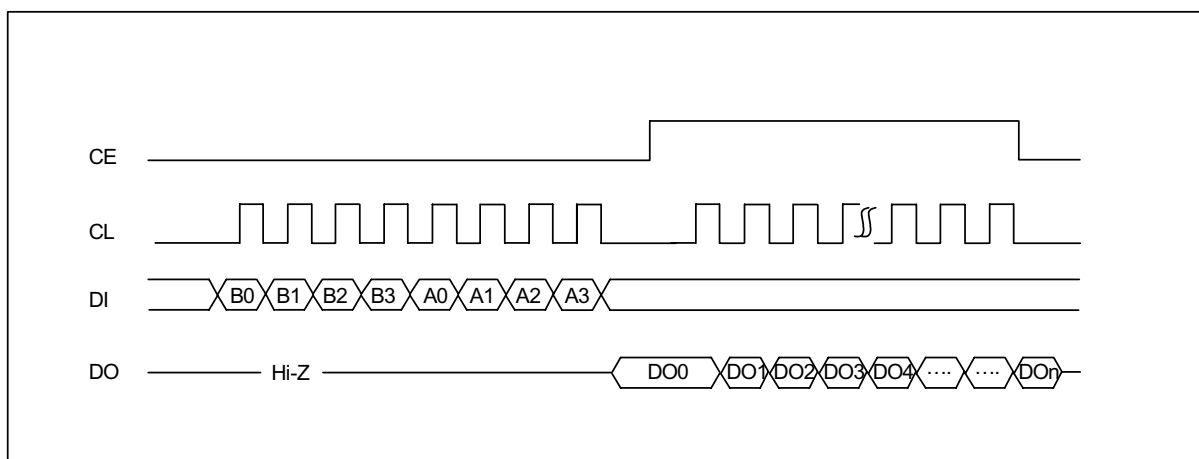 CE
CL
DI B0 B1 B2 B3 A0 A1 A2 A3
DO Hi-Z DO0 DO1 DO2 DO3 DO4 .... .... DOn